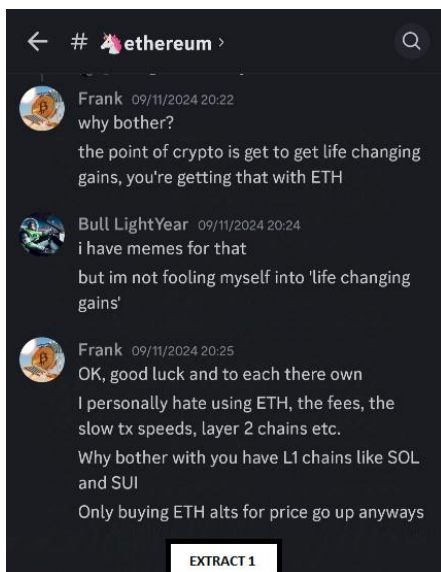 # 🦄ethereum >
Frank 09/11/2024 20:22
why bother?
the point of crypto is get to get life changing
gains, you're getting that with ETH
Bull LightYear 09/11/2024 20:24
i have memes for that
but im not fooling myself into 'life changing
gains'
Frank 09/11/2024 20:25
OK, good luck and to each there own
I personally hate using ETH, the fees, the
slow tx speeds, layer 2 chains etc.
Why bother with you have L1 chains like SOL
and SUI
Only buying ETH alts for price go up anyways
EXTRACT 1